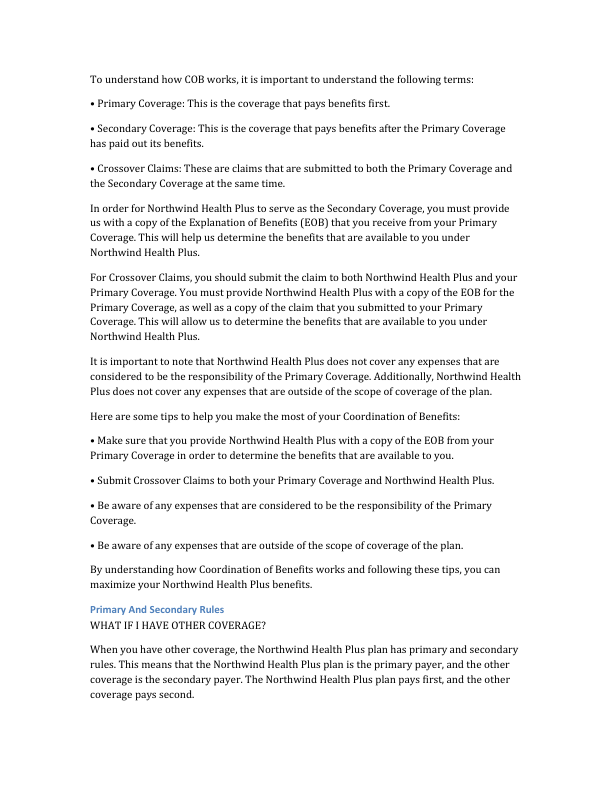 To understand how COB works, it is important to understand the following terms:
• Primary Coverage: This is the coverage that pays benefits first.
• Secondary Coverage: This is the coverage that pays benefits after the Primary Coverage
has paid out its benefits.
• Crossover Claims: These are claims that are submitted to both the Primary Coverage and
the Secondary Coverage at the same time.
In order for Northwind Health Plus to serve as the Secondary Coverage, you must provide
us with a copy of the Explanation of Benefits (EOB) that you receive from your Primary
Coverage. This will help us determine the benefits that are available to you under
Northwind Health Plus.
For Crossover Claims, you should submit the claim to both Northwind Health Plus and your
Primary Coverage. You must provide Northwind Health Plus with a copy of the EOB for the
Primary Coverage, as well as a copy of the claim that you submitted to your Primary
Coverage. This will allow us to determine the benefits that are available to you under
Northwind Health Plus.
It is important to note that Northwind Health Plus does not cover any expenses that are
considered to be the responsibility of the Primary Coverage. Additionally, Northwind Health
Plus does not cover any expenses that are outside of the scope of coverage of the plan.
Here are some tips to help you make the most of your Coordination of Benefits:
• Make sure that you provide Northwind Health Plus with a copy of the EOB from your
Primary Coverage in order to determine the benefits that are available to you.
• Submit Crossover Claims to both your Primary Coverage and Northwind Health Plus.
• Be aware of any expenses that are considered to be the responsibility of the Primary
Coverage.
• Be aware of any expenses that are outside of the scope of coverage of the plan.
By understanding how Coordination of Benefits works and following these tips, you can
maximize your Northwind Health Plus benefits.
Primary And Secondary Rules
WHAT IF I HAVE OTHER COVERAGE?
When you have other coverage, the Northwind Health Plus plan has primary and secondary
rules. This means that the Northwind Health Plus plan is the primary payer, and the other
coverage is the secondary payer. The Northwind Health Plus plan pays first, and the other
coverage pays second.